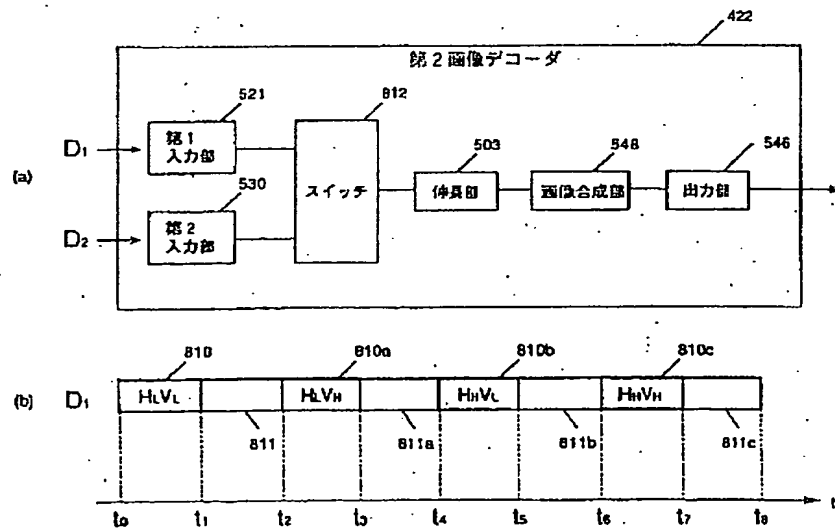 422
第2画像デコーダ
521
812
D₁
第1
入力部
503
548
546
(a)
スイッチ
伸長部
画像合成部
出力部
530
D₂
第2
入力部
810
810a
810b
810c
(b)
D₁
HLVL
HLVH
HHVL
HHVH
811
811a
811b
811c
t₀
t₁
t₂
t₃
t₄
t₅
t₆
t₇
t₈
t